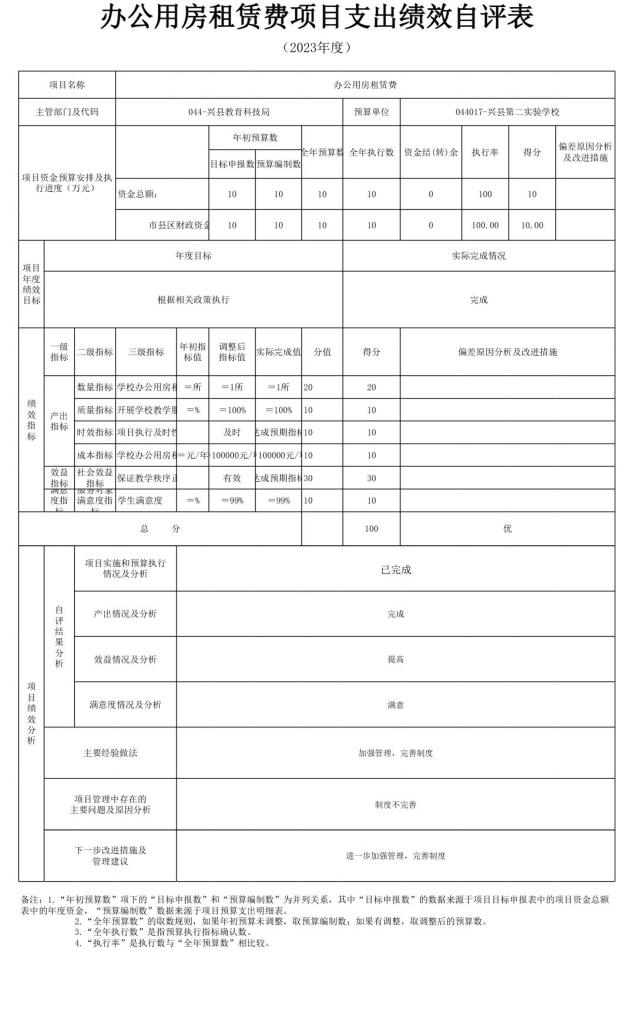 办公用房租赁费项目支出绩效自评表
（2023年度）
项目名称 办公用房租赁费
主管部门及代码 044-兴县教育科技局 预算单位 044017-兴县第二实验学校
项目资金预算安排及执行进度（万元） 年初预算数 全年预算数 全年执行数 资金结(转)余 执行率 得分 偏差原因分析及改进措施
目标申报数 预算编制数
资金总额： 10 10 10 10 0 100 10
市县区财政资金 10 10 10 10 0 100.00 10.00
项目年度绩效目标 年度目标 实际完成情况
根据相关政策执行 完成
绩效指标 一级指标 二级指标 三级指标 年初指标值 调整后指标值 实际完成值 分值 得分 偏差原因分析及改进措施
产出指标 数量指标 学校办公用房 ＝所 ＝1所 ＝1所 20 20
质量指标 开展学校教学 ＝% ＝100% ＝100% 10 10
时效指标 项目执行及时 及时 达成预期指标 10 10
成本指标 学校办公用房 ＝元/年 100000元/ 100000元/ 10 10
效益指标 社会效益指标 保证教学秩序正 有效 达成预期指标 30 30
满意度指标 服务对象满意度指标 学生满意度 ＝% ＝99% ＝99% 10 10
总 分 100 优
项目绩效分析 自评结果分析 项目实施和预算执行情况及分析 已完成
产出情况及分析 完成
效益情况及分析 提高
满意度情况及分析 满意
主要经验做法 加强管理，完善制度
项目管理中存在的主要问题及原因分析 制度不完善
下一步改进措施及管理建议 进一步加强管理，完善制度
备注：1.“年初预算数”项下的“目标申报数”和“预算编制数”为并列关系，其中“目标申报数”的数据来源于项目目标申报表中的项目资金总额
表中的年度资金，“预算编制数”数据来源于项目预算支出明细表。
2.“全年预算数”的取数规则，如果年初预算未调整，取预算编制数；如果有调整，取调整后的预算数。
3.“全年执行数”是指预算执行指标确认数。
4.“执行率”是执行数与“全年预算数”相比较。